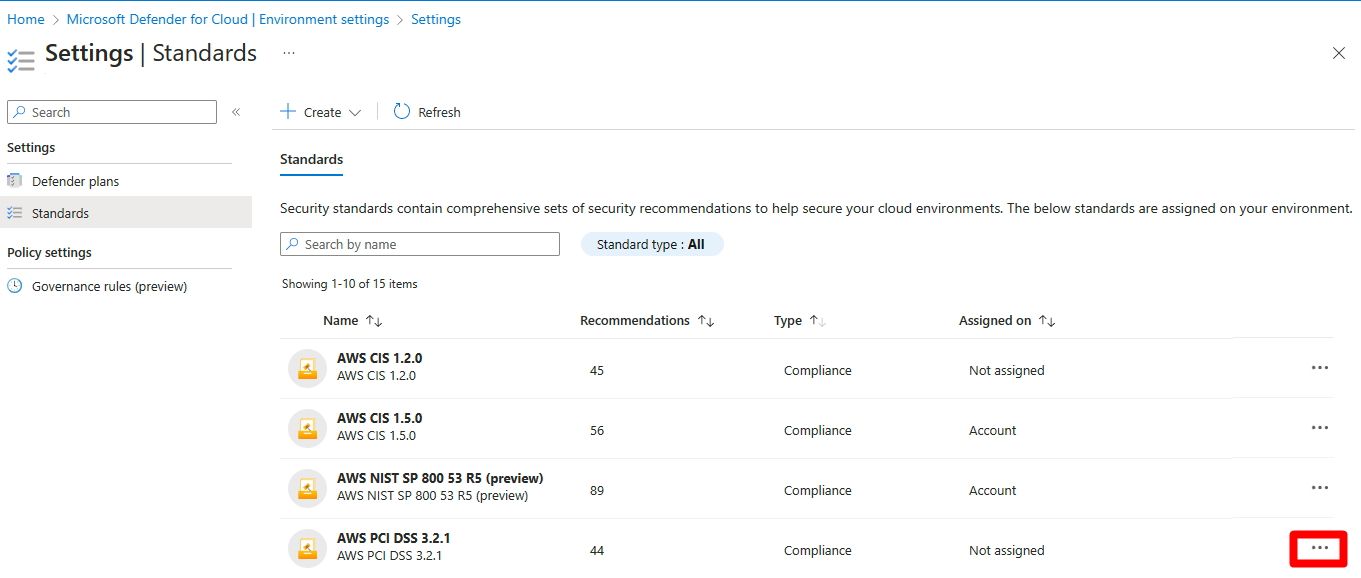 Home > Microsoft Defender for Cloud | Environment settings > Settings
Settings | Standards ...
Search «
Settings
Defender plans
Standards
Policy settings
Governance rules (preview)
+ Create Refresh
Standards
Security standards contain comprehensive sets of security recommendations to help secure your cloud environments. The below standards are assigned on your environment.
Search by name Standard type : All
Showing 1-10 of 15 items
Name ↑↓ Recommendations ↑↓ Type ↑↓ Assigned on ↑↓
AWS CIS 1.2.0
AWS CIS 1.2.0
45 Compliance Not assigned ...
AWS CIS 1.5.0
AWS CIS 1.5.0
56 Compliance Account ...
AWS NIST SP 800 53 R5 (preview)
AWS NIST SP 800 53 R5 (preview)
89 Compliance Account ...
AWS PCI DSS 3.2.1
AWS PCI DSS 3.2.1
44 Compliance Not assigned ...